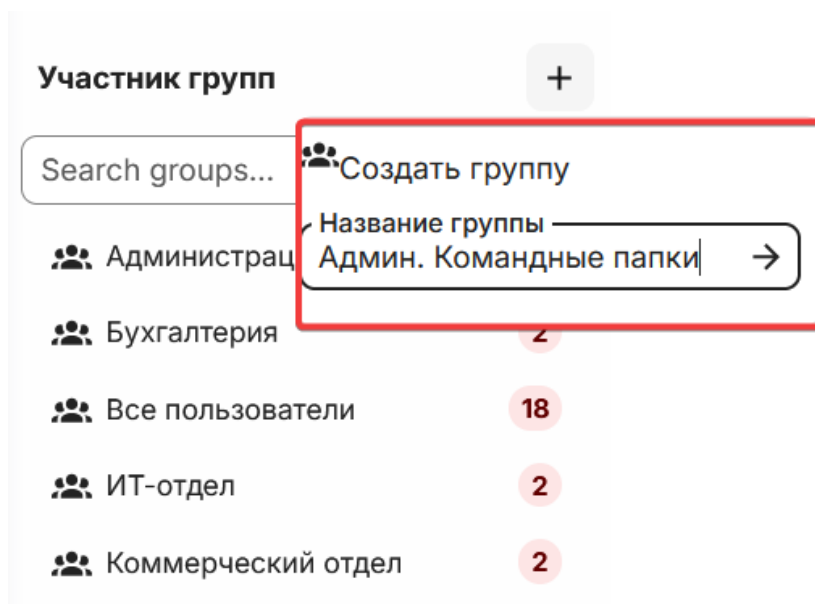 Участник групп
+
Search groups...
Создать группу
Название группы
Админ. Командные папки
Администрац
Бухгалтерия 2
Все пользователи 18
ИТ-отдел 2
Коммерческий отдел 2